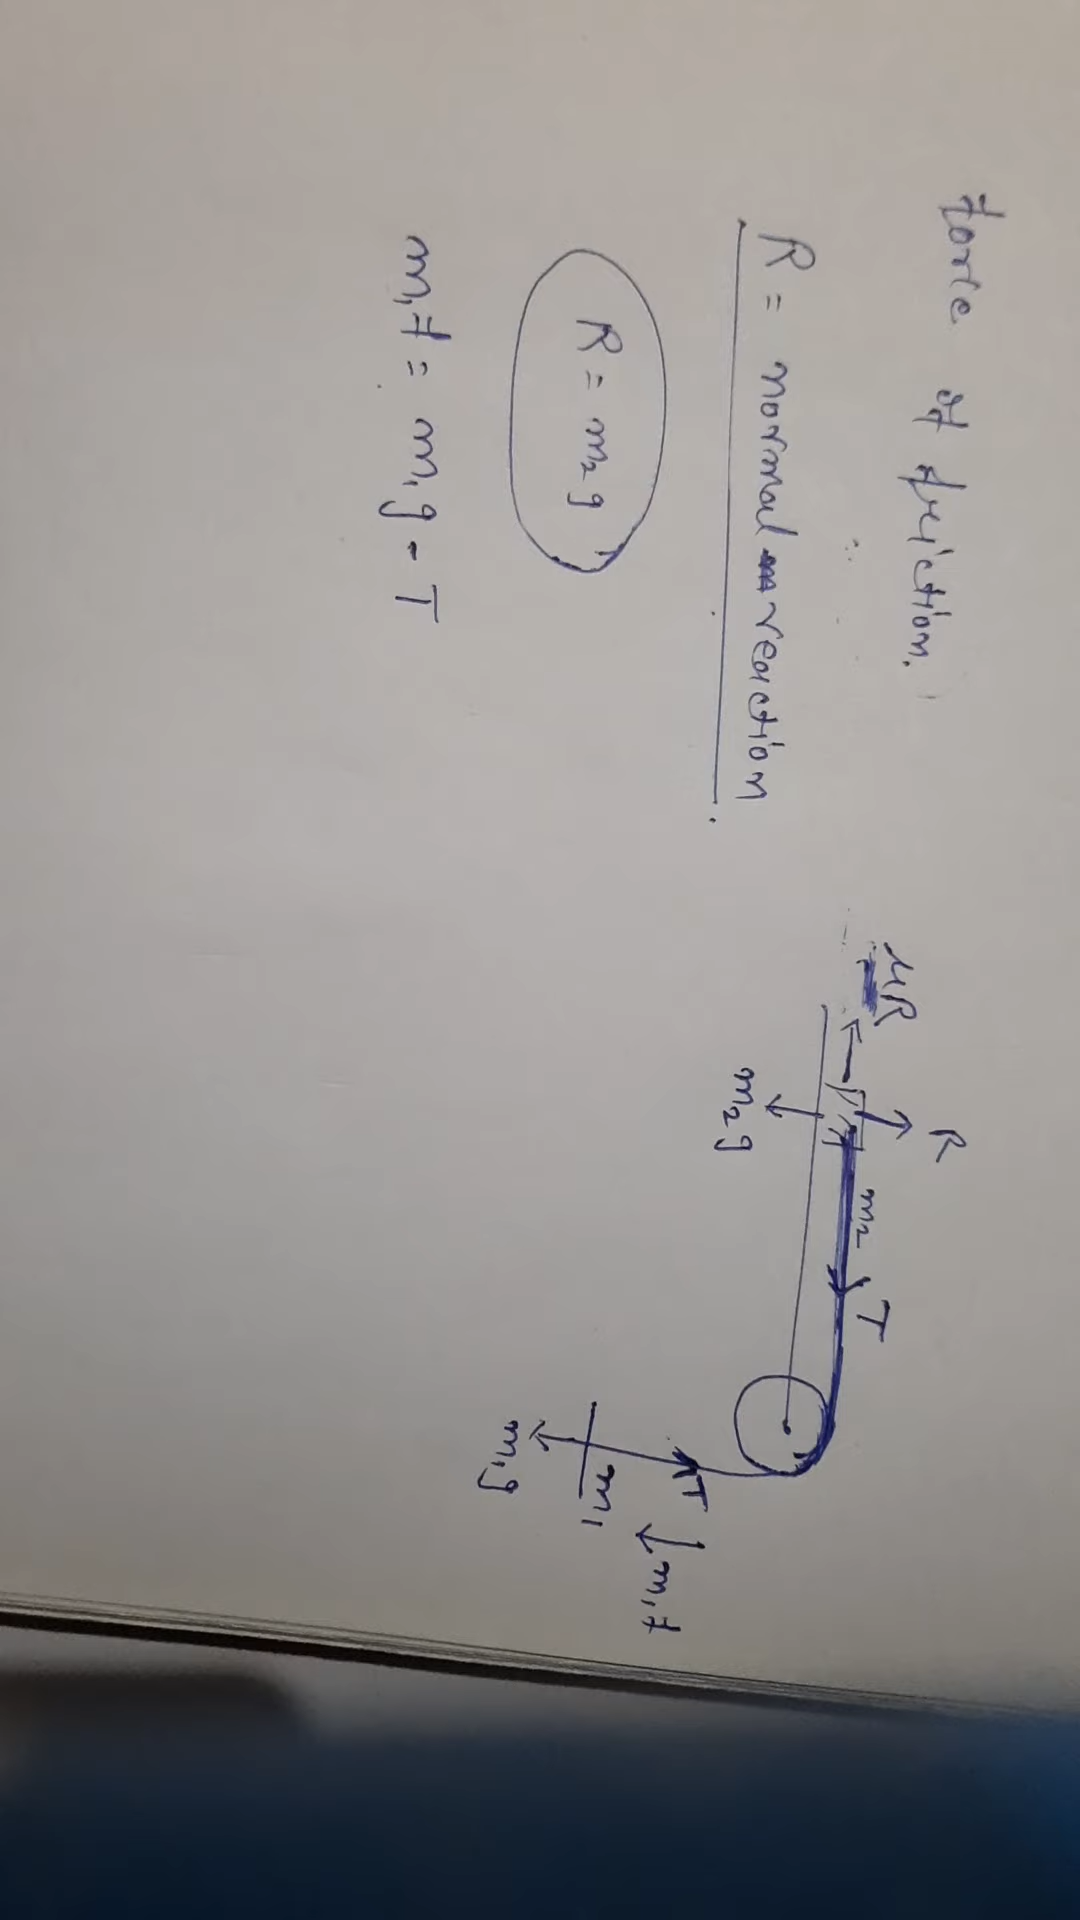 Force of friction.
R = normal reaction
R = m₂g
m₁f = m₁g - T
μR
R
m₂
T
m₂g
T
m₁f
m₁
m₁g